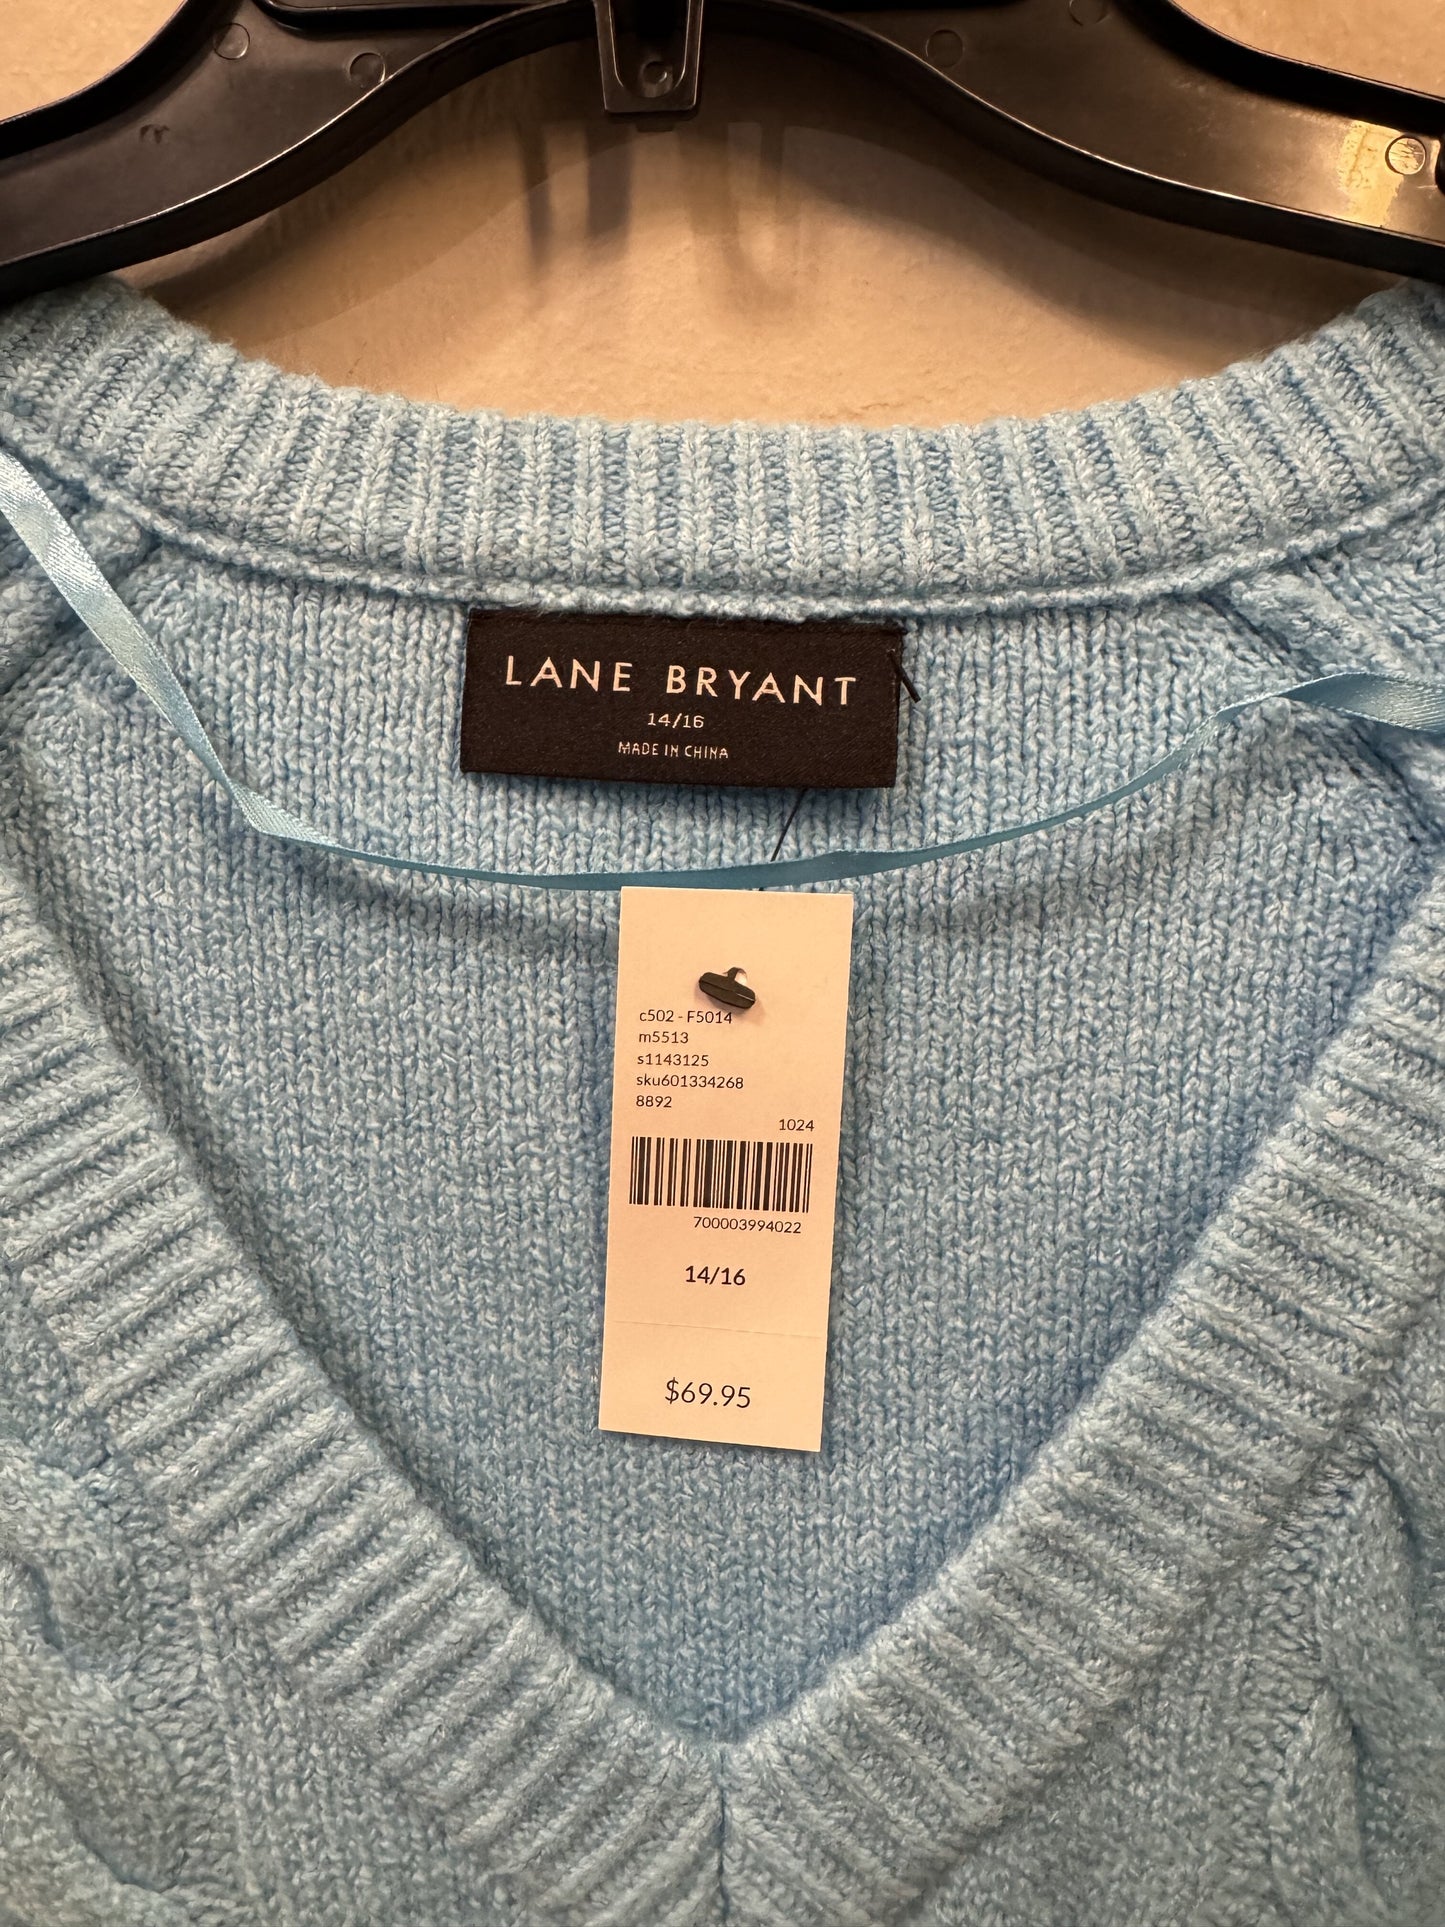 LANE BRYANT
14/16
MADE IN CHINA
c502 - F5014
m5513
s1143125
sku601334268
8892
1024
700003994022
14/16
$69.95